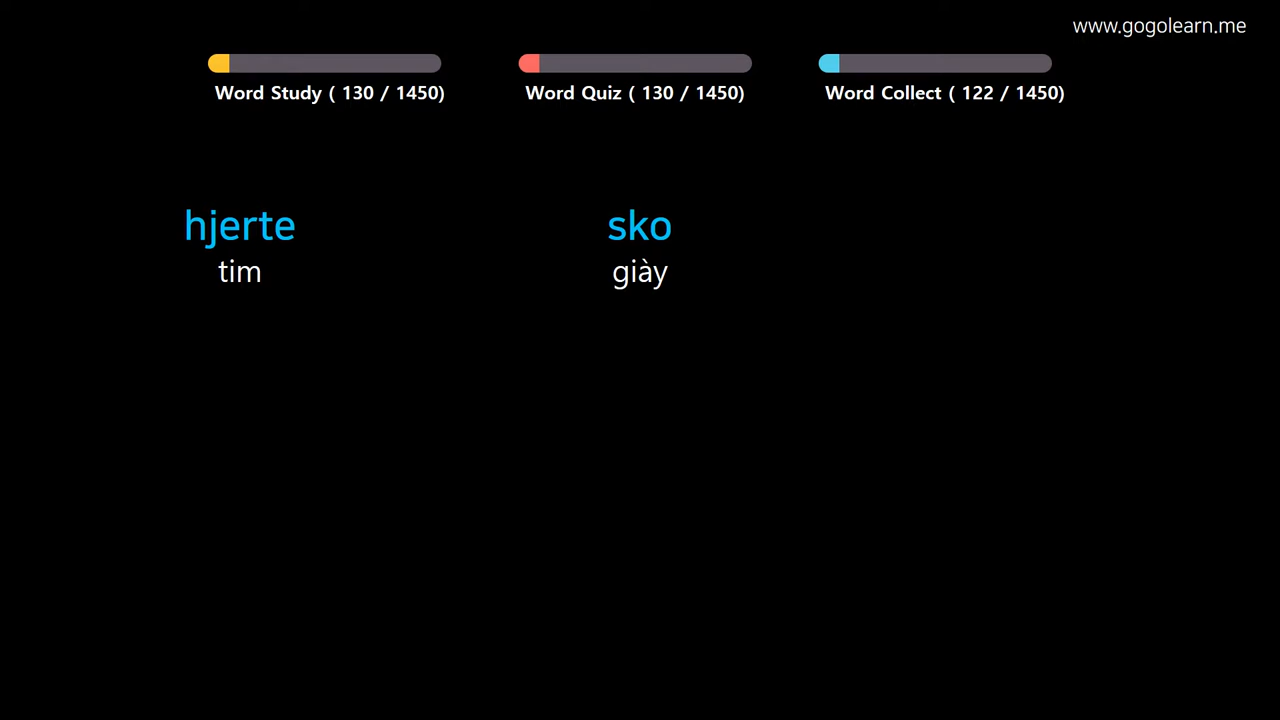 www.gogolearn.me
Word Study ( 130 / 1450)
Word Quiz ( 130 / 1450)
Word Collect ( 122 / 1450)
hjerte
tim
sko
giày